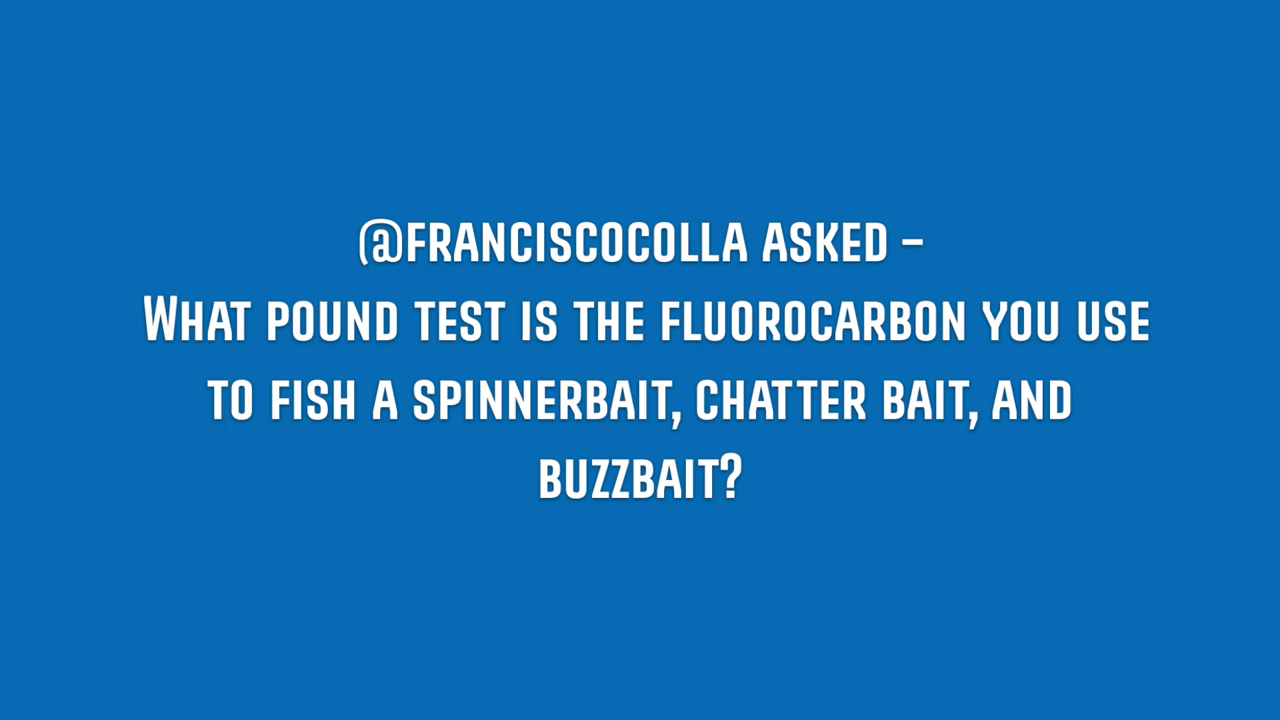 @franciscocolla asked –
What pound test is the fluorocarbon you use
to fish a spinnerbait, chatter bait, and
buzzbait?